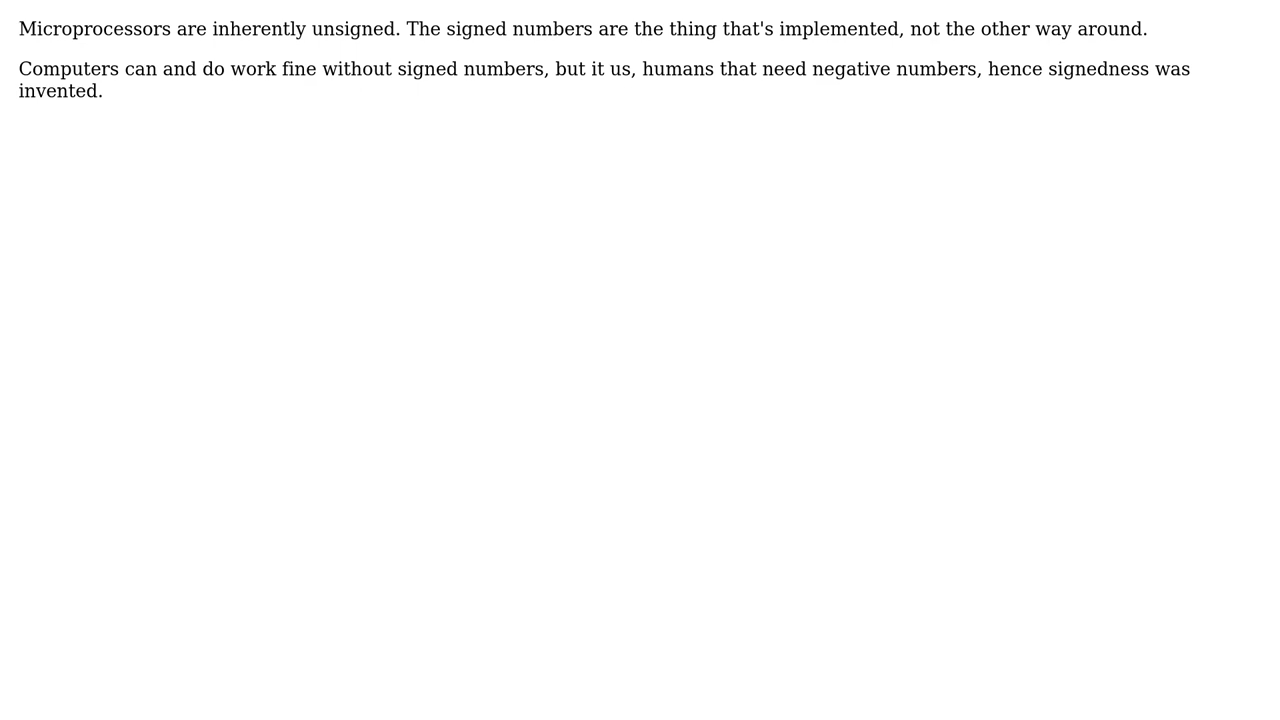 Microprocessors are inherently unsigned. The signed numbers are the thing that's implemented, not the other way around.
Computers can and do work fine without signed numbers, but it us, humans that need negative numbers, hence signedness was
invented.